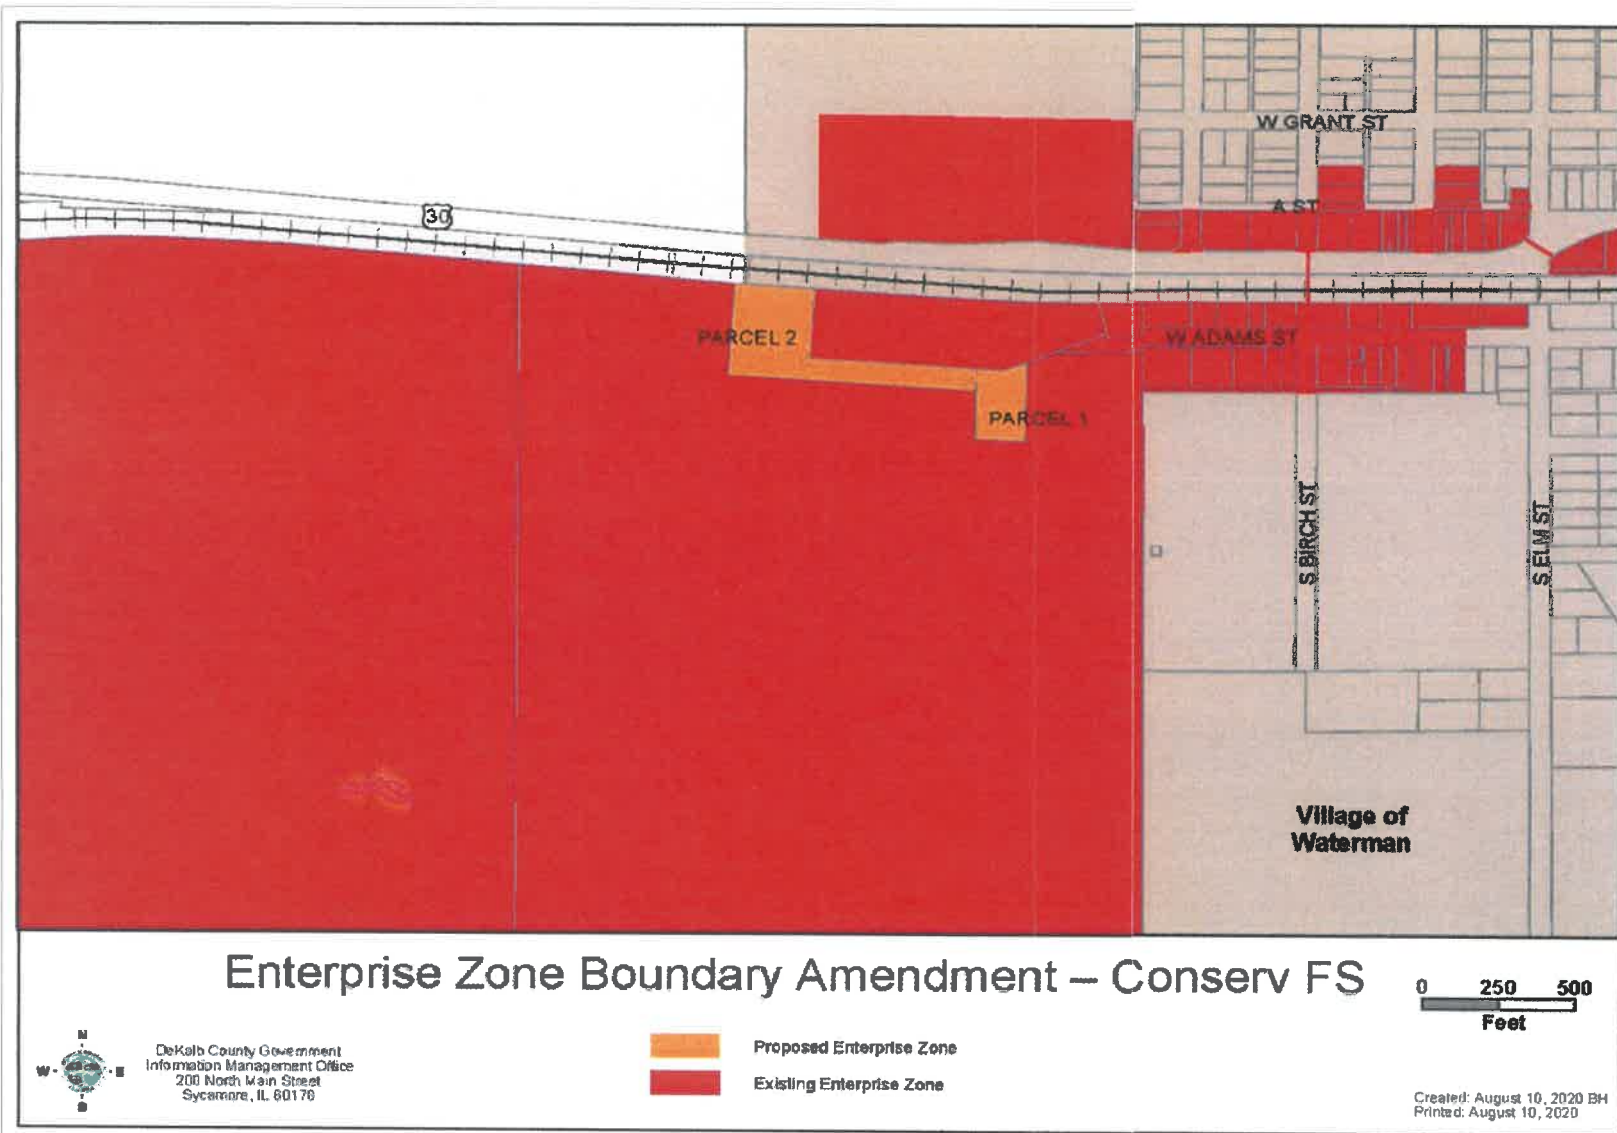 W GRANT ST
A ST
30
PARCEL 2
W ADAMS ST
PARCEL 1
S BIRCH ST
S ELM ST
Village of
Waterman
Enterprise Zone Boundary Amendment – Conserv FS
0 250 500
Feet
N
W E
S
DeKalb County Government
Information Management Office
200 North Main Street
Sycamore, IL 60178
Proposed Enterprise Zone
Existing Enterprise Zone
Created: August 10, 2020 BH
Printed: August 10, 2020